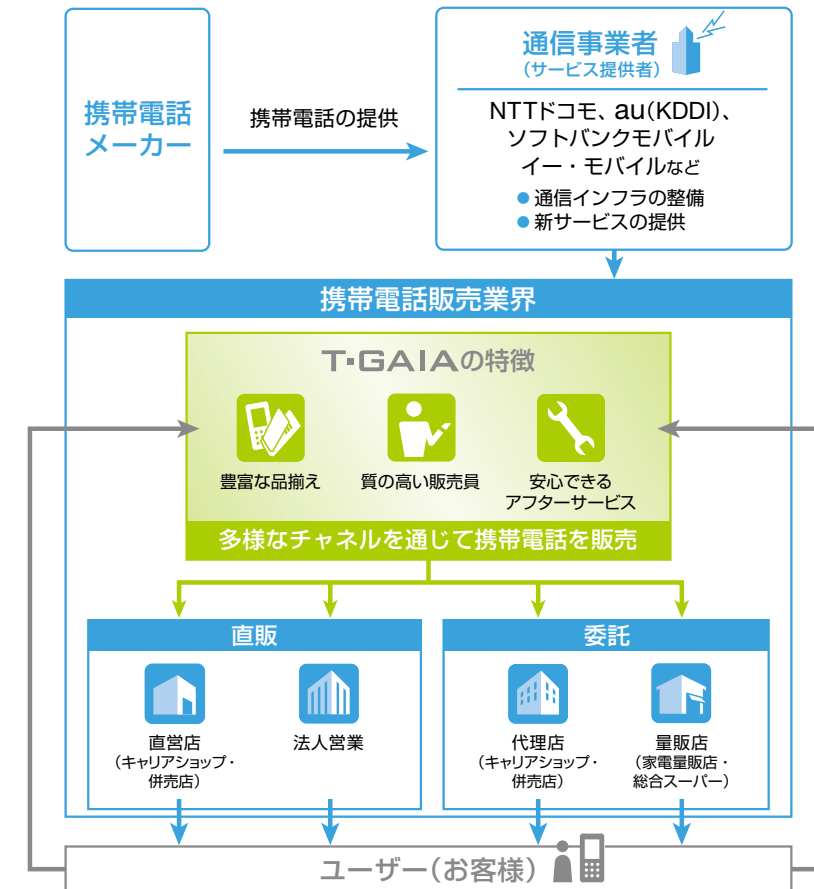 携帯電話
メーカー
携帯電話の提供
通信事業者
(サービス提供者)
NTTドコモ、au(KDDI)、
ソフトバンクモバイル
イー・モバイルなど
●通信インフラの整備
●新サービスの提供
携帯電話販売業界
T・GAIAの特徴
豊富な品揃え
質の高い販売員
安心できる
アフターサービス
多様なチャネルを通じて携帯電話を販売
直販
直営店
(キャリアショップ・
併売店)
法人営業
委託
代理店
(キャリアショップ・
併売店)
量販店
(家電量販店・
総合スーパー)
ユーザー(お客様)